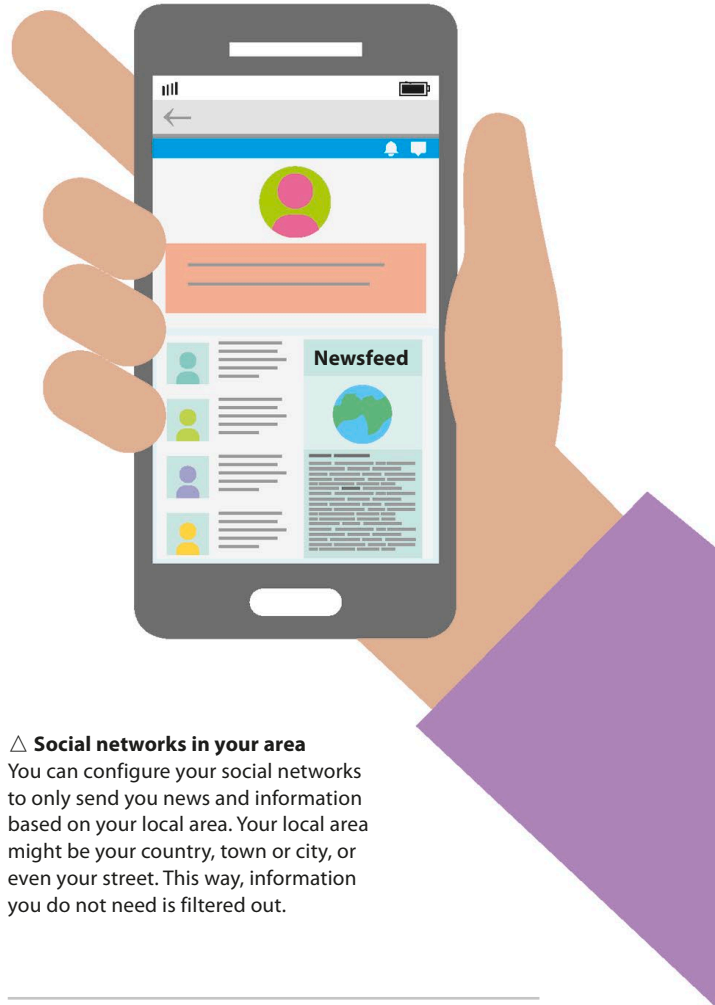 Newsfeed
△ Social networks in your area
You can configure your social networks
to only send you news and information
based on your local area. Your local area
might be your country, town or city, or
even your street. This way, information
you do not need is filtered out.